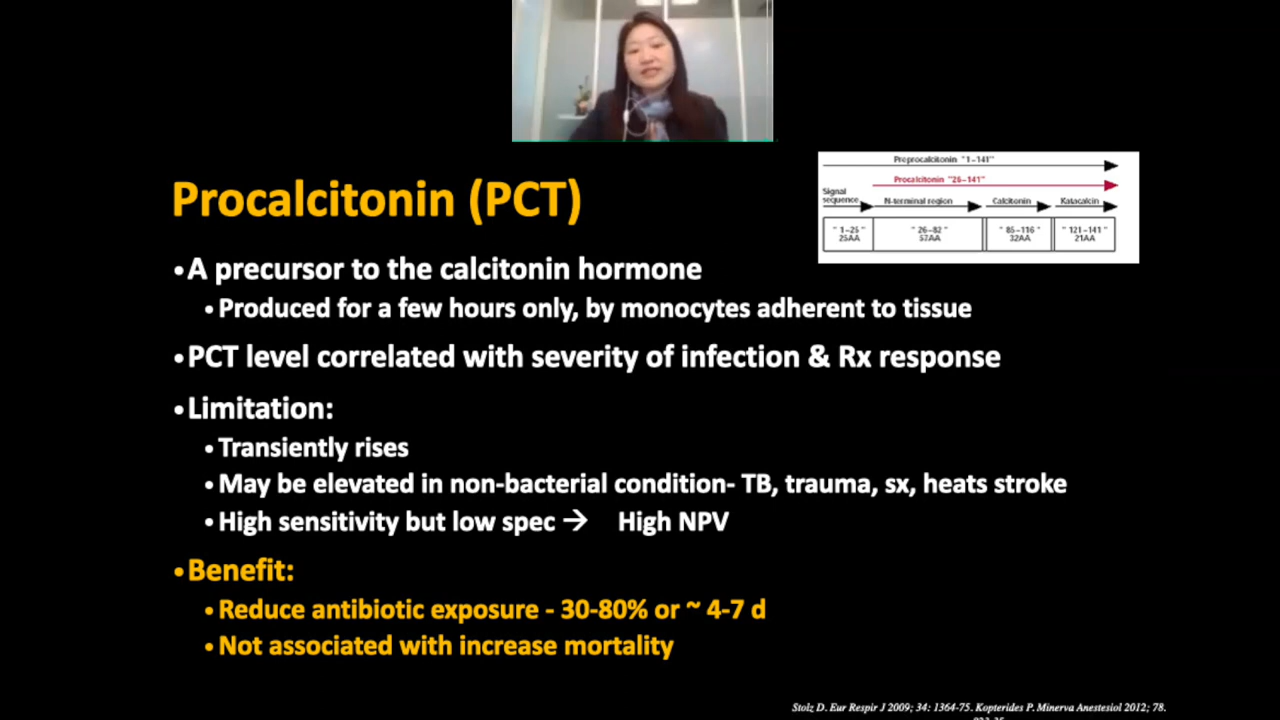 Preprocalcitonin "1-141"
Procalcitonin "26-141"
Signal sequence
N-terminal region
Calcitonin
Katacalcin
"1-25"
25AA
"26-82"
57AA
"85-116"
32AA
"121-141"
21AA
Procalcitonin (PCT)
•A precursor to the calcitonin hormone
•Produced for a few hours only, by monocytes adherent to tissue
•PCT level correlated with severity of infection & Rx response
•Limitation:
•Transiently rises
•May be elevated in non-bacterial condition- TB, trauma, sx, heats stroke
•High sensitivity but low spec → High NPV
•Benefit:
•Reduce antibiotic exposure - 30-80% or ~ 4-7 d
•Not associated with increase mortality
Stolz D. Eur Respir J 2009; 34: 1364-75. Kopterides P. Minerva Anestesiol 2012; 78.